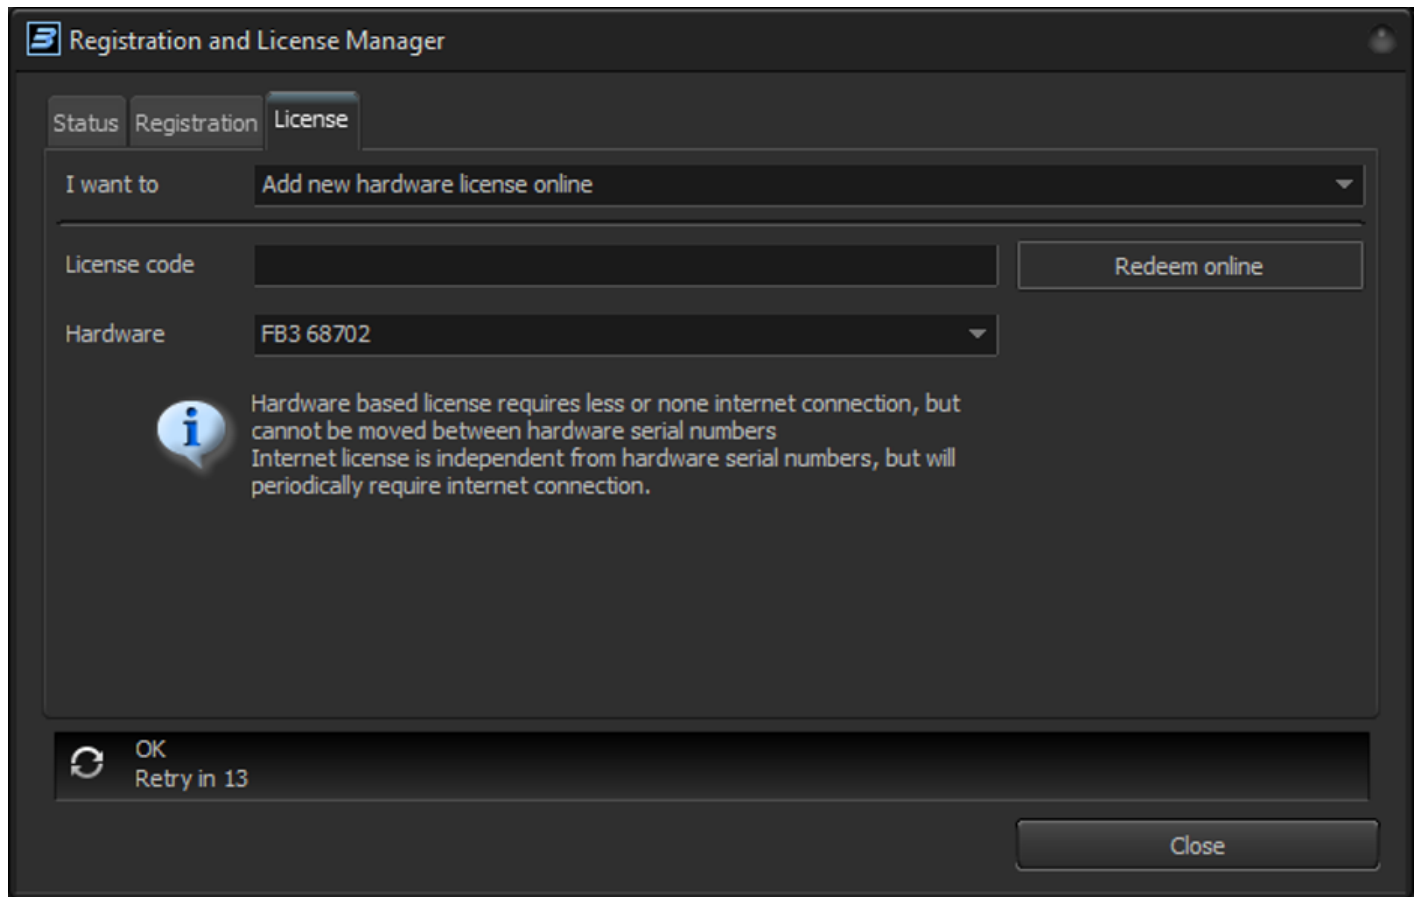 Registration and License Manager
Status Registration License
I want to Add new hardware license online
License code Redeem online
Hardware FB3 68702
Hardware based license requires less or none internet connection, but
cannot be moved between hardware serial numbers
Internet license is independent from hardware serial numbers, but will
periodically require internet connection.
OK
Retry in 13
Close